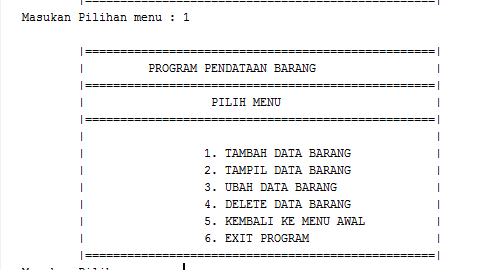 Masukan Pilihan menu : 1
|==================================================|
| PROGRAM PENDATAAN BARANG |
|==================================================|
| PILIH MENU |
|==================================================|
| |
| 1. TAMBAH DATA BARANG |
| 2. TAMPIL DATA BARANG |
| 3. UBAH DATA BARANG |
| 4. DELETE DATA BARANG |
| 5. KEMBALI KE MENU AWAL |
| 6. EXIT PROGRAM |
|==================================================|